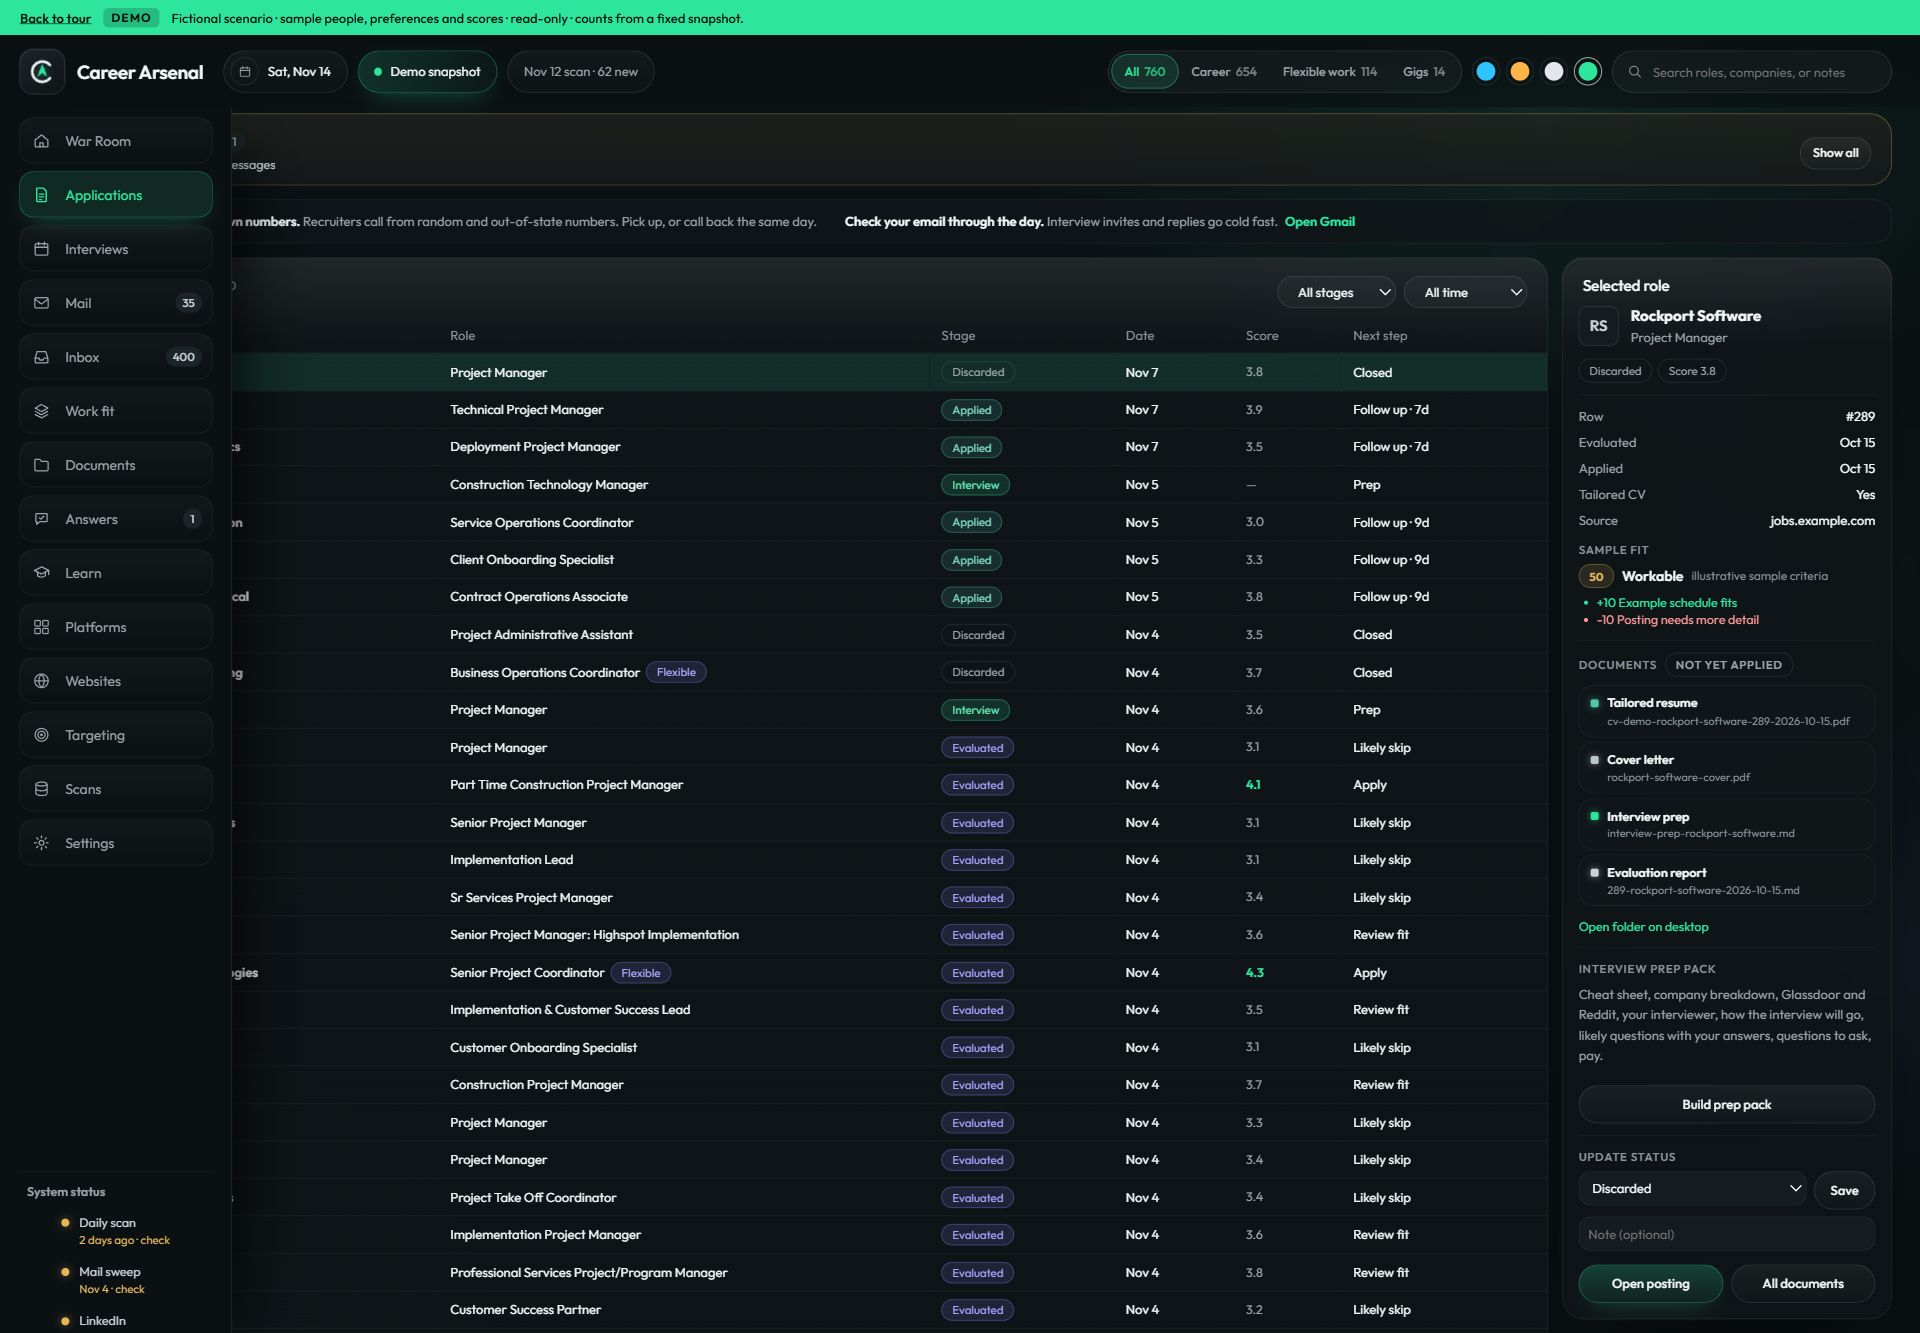 Back to tour DEMO Fictional scenario · sample people, preferences and scores · read-only · counts from a fixed snapshot.
Career Arsenal Sat, Nov 14 Demo snapshot Nov 12 scan · 62 new All 760 Career 654 Flexible work 114 Gigs 14 Search roles, companies, or notes
War Room
Applications
Interviews
Mail 35
Inbox 400
Work fit
Documents
Answers 1
Learn
Platforms
Websites
Targeting
Scans
Settings
System status
Daily scan
2 days ago · check
Mail sweep
Nov 4 · check
LinkedIn
1
essages
Show all
vn numbers. Recruiters call from random and out-of-state numbers. Pick up, or call back the same day. Check your email through the day. Interview invites and replies go cold fast. Open Gmail
All stages All time
Role Stage Date Score Next step
Project Manager Discarded Nov 7 3.8 Closed
Technical Project Manager Applied Nov 7 3.9 Follow up · 7d
cs Deployment Project Manager Applied Nov 7 3.5 Follow up · 7d
Construction Technology Manager Interview Nov 5 — Prep
on Service Operations Coordinator Applied Nov 5 3.0 Follow up · 9d
Client Onboarding Specialist Applied Nov 5 3.3 Follow up · 9d
cal Contract Operations Associate Applied Nov 5 3.8 Follow up · 9d
Project Administrative Assistant Discarded Nov 4 3.5 Closed
ng Business Operations Coordinator Flexible Discarded Nov 4 3.7 Closed
Project Manager Interview Nov 4 3.6 Prep
Project Manager Evaluated Nov 4 3.1 Likely skip
Part Time Construction Project Manager Evaluated Nov 4 4.1 Apply
s Senior Project Manager Evaluated Nov 4 3.1 Likely skip
Implementation Lead Evaluated Nov 4 3.1 Likely skip
Sr Services Project Manager Evaluated Nov 4 3.4 Likely skip
Senior Project Manager: Highspot Implementation Evaluated Nov 4 3.6 Review fit
ogies Senior Project Coordinator Flexible Evaluated Nov 4 4.3 Apply
Implementation & Customer Success Lead Evaluated Nov 4 3.5 Review fit
Customer Onboarding Specialist Evaluated Nov 4 3.1 Likely skip
Construction Project Manager Evaluated Nov 4 3.7 Review fit
Project Manager Evaluated Nov 4 3.3 Likely skip
Project Manager Evaluated Nov 4 3.4 Likely skip
s Project Take Off Coordinator Evaluated Nov 4 3.4 Likely skip
Implementation Project Manager Evaluated Nov 4 3.6 Review fit
Professional Services Project/Program Manager Evaluated Nov 4 3.8 Review fit
Customer Success Partner Evaluated Nov 4 3.2 Likely skip
Selected role
RS Rockport Software
Project Manager
Discarded Score 3.8
Row #289
Evaluated Oct 15
Applied Oct 15
Tailored CV Yes
Source jobs.example.com
SAMPLE FIT
50 Workable illustrative sample criteria
• +10 Example schedule fits
• -10 Posting needs more detail
DOCUMENTS NOT YET APPLIED
Tailored resume
cv-demo-rockport-software-289-2026-10-15.pdf
Cover letter
rockport-software-cover.pdf
Interview prep
interview-prep-rockport-software.md
Evaluation report
289-rockport-software-2026-10-15.md
Open folder on desktop
INTERVIEW PREP PACK
Cheat sheet, company breakdown, Glassdoor and
Reddit, your interviewer, how the interview will go,
likely questions with your answers, questions to ask,
pay.
Build prep pack
UPDATE STATUS
Discarded Save
Note (optional)
Open posting All documents